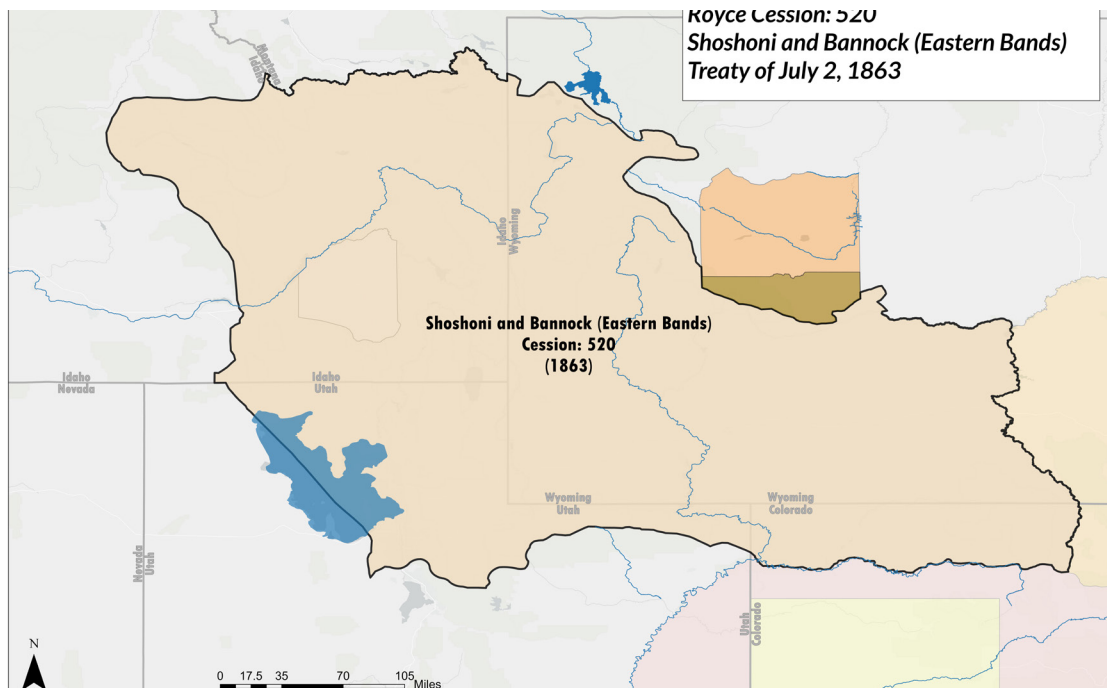 Royce Cession: 520
Shoshoni and Bannock (Eastern Bands)
Treaty of July 2, 1863
Montana
Idaho
Idaho
Wyoming
Shoshoni and Bannock (Eastern Bands)
Cession: 520
(1863)
Idaho
Nevada
Idaho
Utah
Wyoming
Utah
Wyoming
Colorado
Nevada
Utah
Utah
Colorado
N
0 17.5 35 70 105
Miles